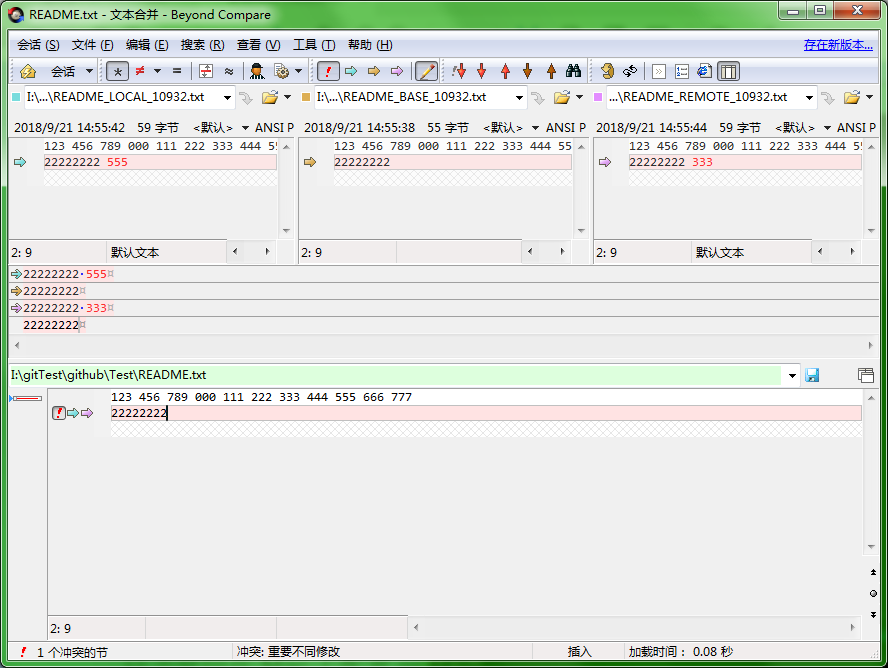 README.txt - 文本合并 - Beyond Compare
会话 (S) 文件 (F) 编辑 (E) 搜索 (R) 查看 (V) 工具 (T) 帮助 (H) 存在新版本...
会话
I:\...\README_LOCAL_10932.txt I:\...\README_BASE_10932.txt ...\README_REMOTE_10932.txt
2018/9/21 14:55:42 59 字节 <默认> ANSI P 2018/9/21 14:55:38 55 字节 <默认> ANSI P 2018/9/21 14:55:44 59 字节 <默认> ANSI P
123 456 789 000 111 222 333 444 55 123 456 789 000 111 222 333 444 55 123 456 789 000 111 222 333 444 55
22222222 555 22222222 22222222 333
2: 9 默认文本 2: 9 2: 9 默认文本
22222222·555¤
22222222¤
22222222·333¤
22222222¤
I:\gitTest\github\Test\README.txt
123 456 789 000 111 222 333 444 555 666 777
22222222
2: 9
1 个冲突的节 冲突: 重要不同修改 插入 加载时间: 0.08 秒